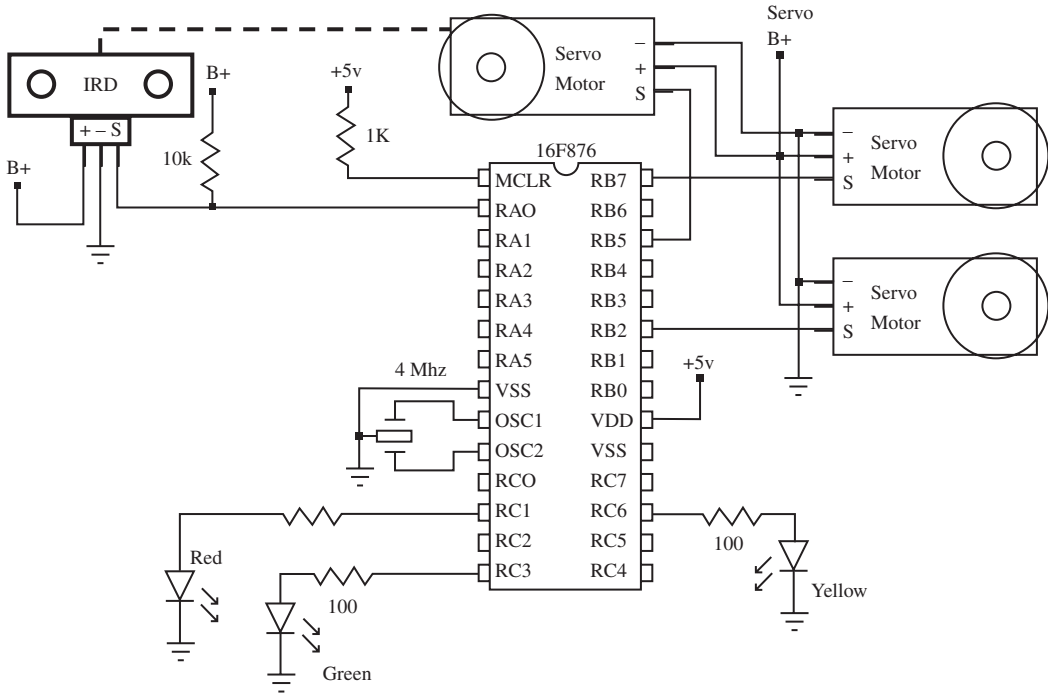 Servo
B+
Servo
Motor
−
+
S
IRD
+ − S
B+
B+
10k
+5v
1K
16F876
MCLR
RAO
RA1
RA2
RA3
RA4
RA5
VSS
OSC1
OSC2
RCO
RC1
RC2
RC3
RB7
RB6
RB5
RB4
RB3
RB2
RB1
RB0
VDD
VSS
RC7
RC6
RC5
RC4
−
+
S
Servo
Motor
−
+
S
Servo
Motor
+5v
4 Mhz
Red
100
Green
100
Yellow